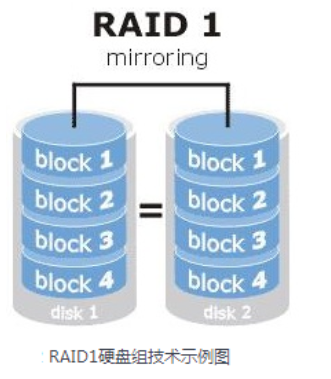 RAID 1
mirroring
block 1
block 2
block 3
block 4
disk 1
=
block 1
block 2
block 3
block 4
disk 2
RAID1硬盘组技术示例图